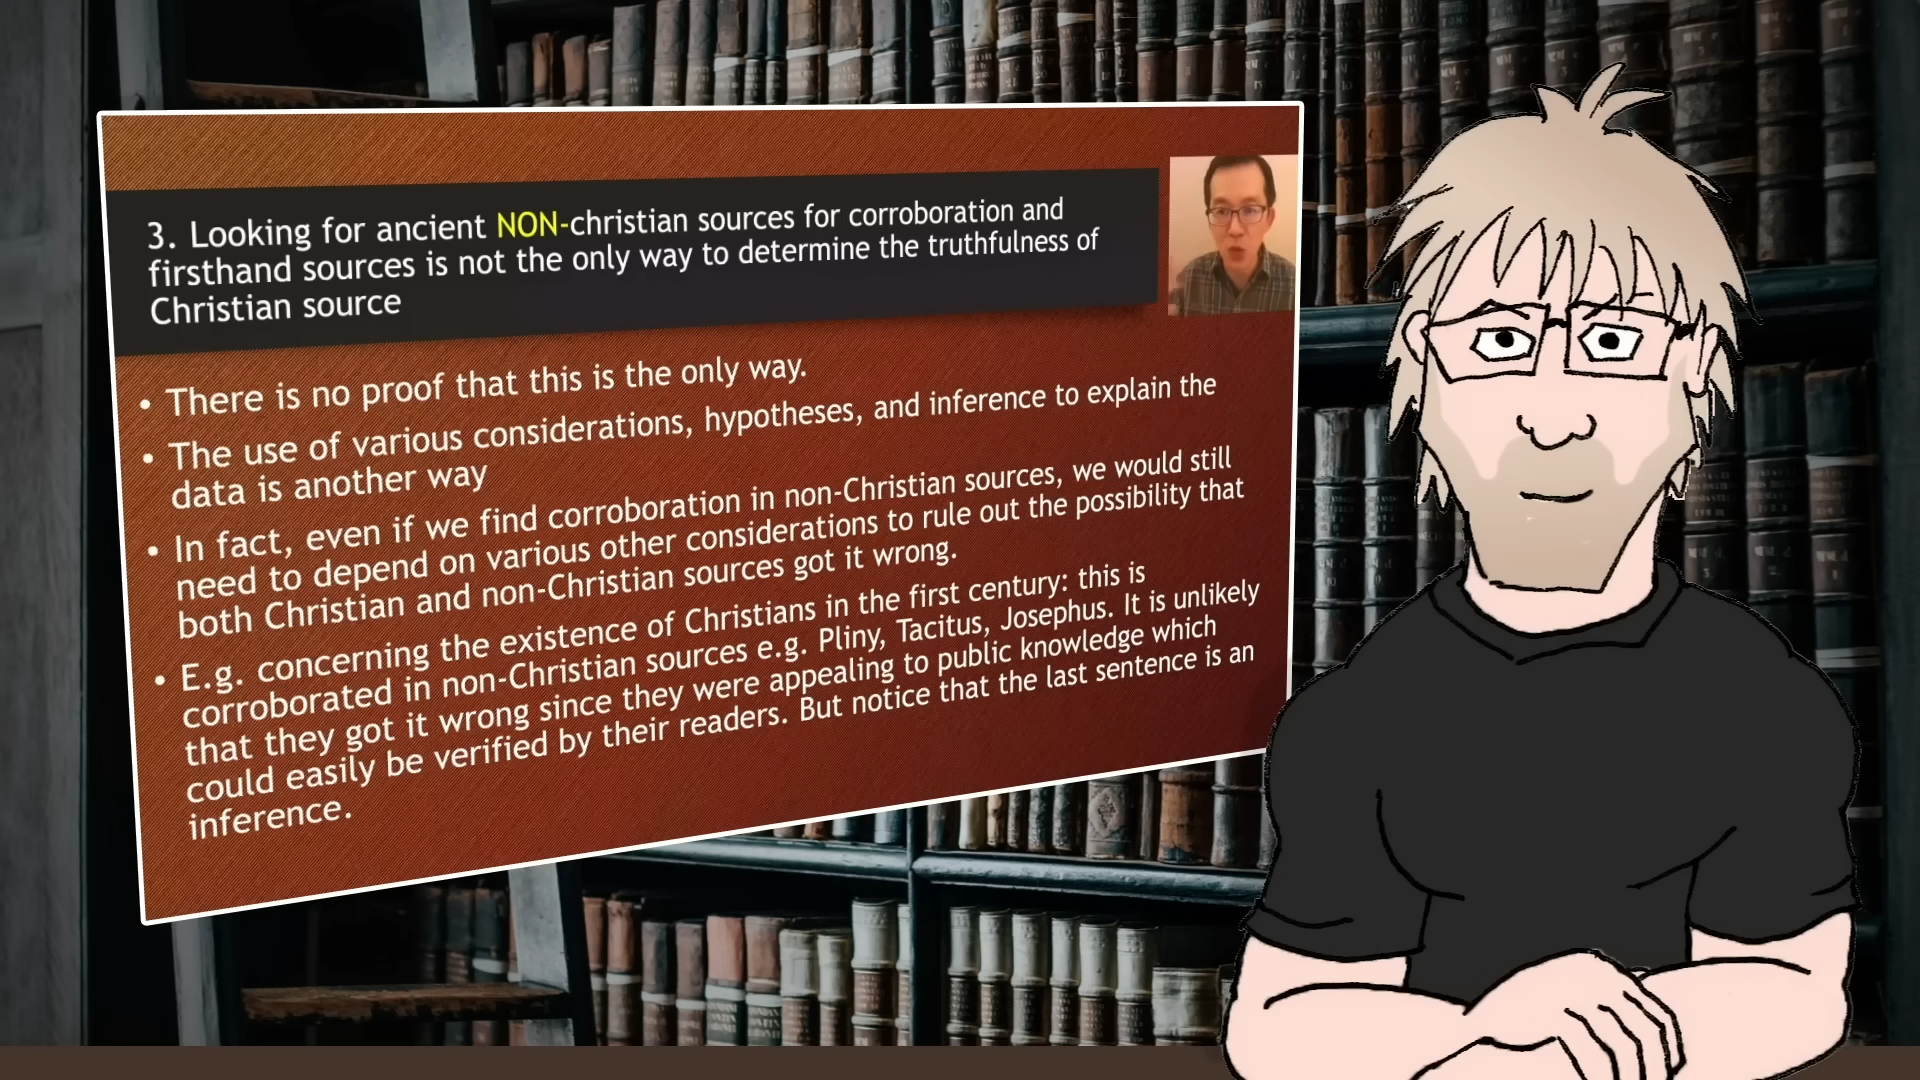 3. Looking for ancient NON-christian sources for corroboration and
firsthand sources is not the only way to determine the truthfulness of
Christian source
• There is no proof that this is the only way.
• The use of various considerations, hypotheses, and inference to explain the
data is another way
• In fact, even if we find corroboration in non-Christian sources, we would still
need to depend on various other considerations to rule out the possibility that
both Christian and non-Christian sources got it wrong.
• E.g. concerning the existence of Christians in the first century: this is
corroborated in non-Christian sources e.g. Pliny, Tacitus, Josephus. It is unlikely
that they got it wrong since they were appealing to public knowledge which
could easily be verified by their readers. But notice that the last sentence is an
inference.